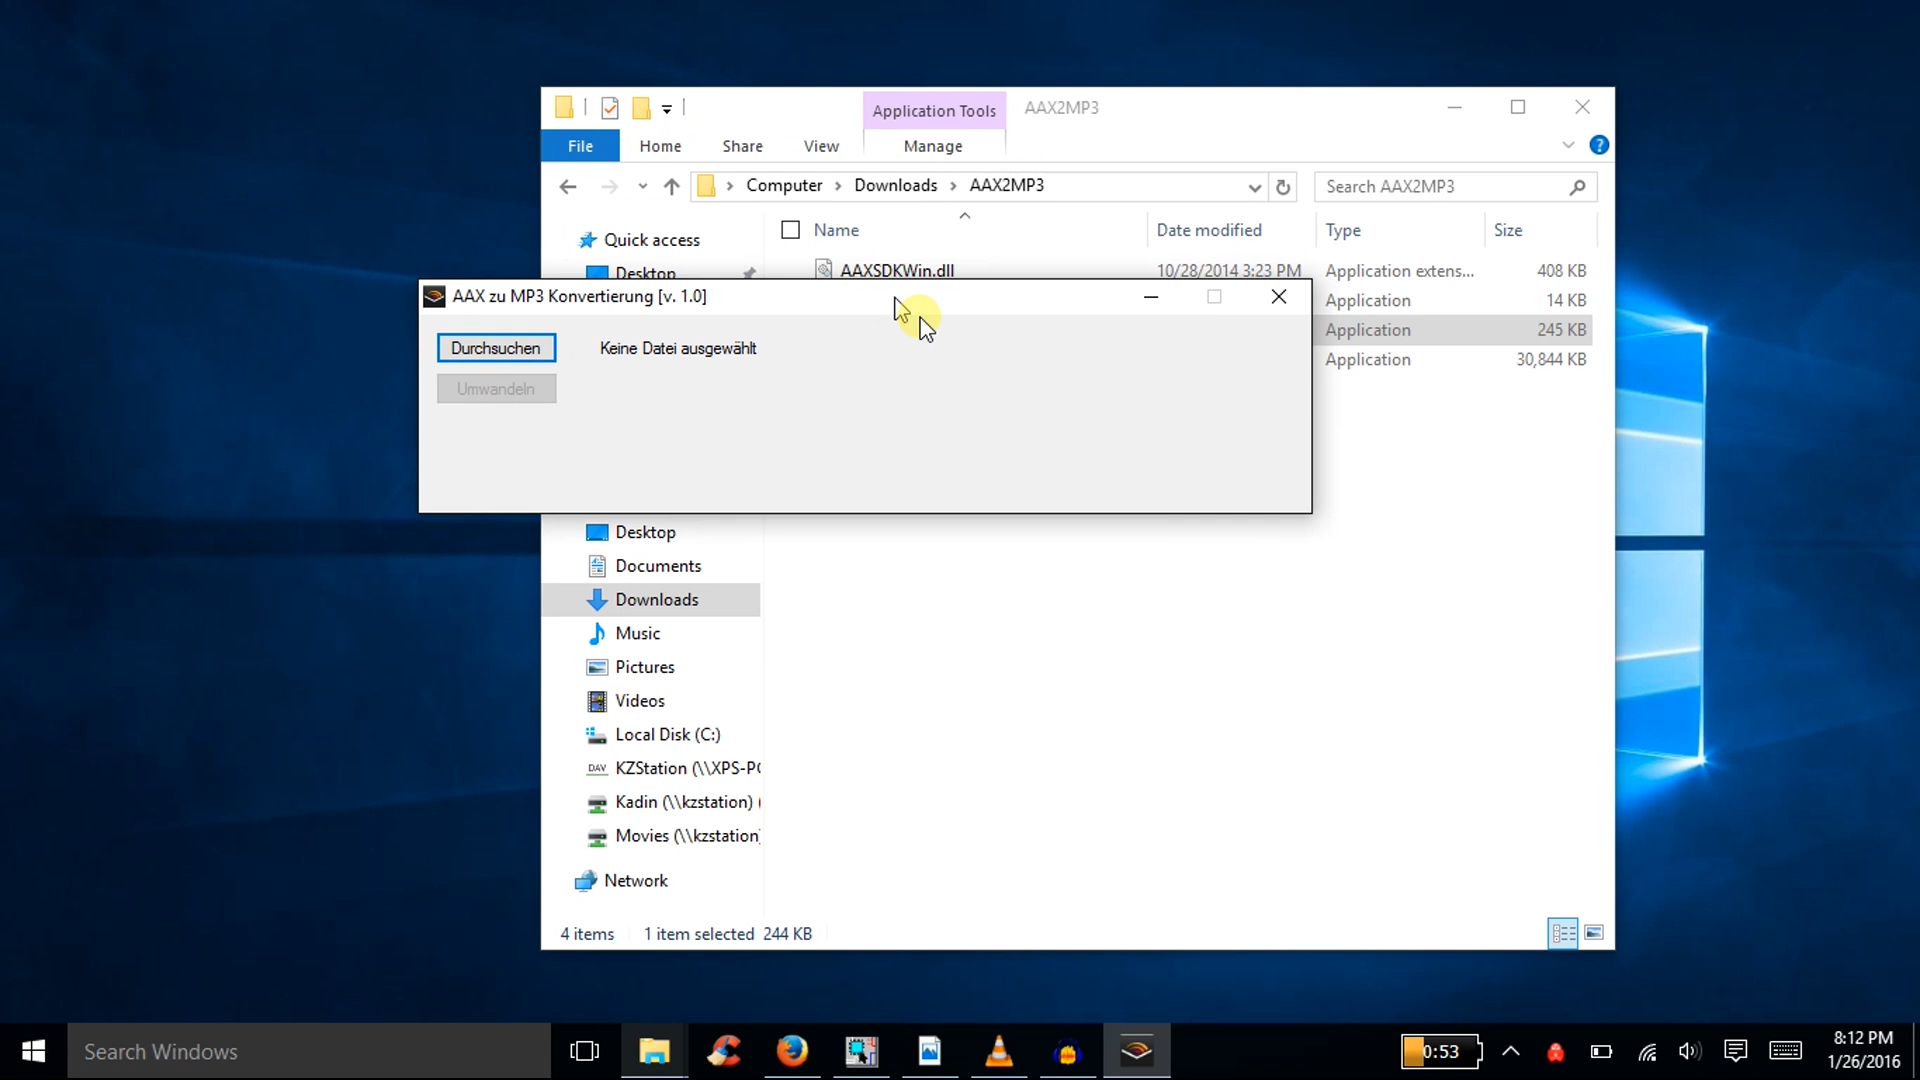 Application Tools
AAX2MP3
File
Home
Share
View
Manage
Computer
Downloads
AAX2MP3
Search AAX2MP3
Name
Date modified
Type
Size
Quick access
Desktop
AAXSDKWin.dll
10/28/2014 3:23 PM
Application extens...
408 KB
AAX zu MP3 Konvertierung [v. 1.0]
Application
14 KB
Application
245 KB
Durchsuchen
Keine Datei ausgewählt
Application
30,844 KB
Umwandeln
Desktop
Documents
Downloads
Music
Pictures
Videos
Local Disk (C:)
DAV
KZStation (\\XPS-PC
Kadin (\\kzstation) (
Movies (\\kzstation)
Network
4 items
1 item selected 244 KB
Search Windows
0:53
8:12 PM
1/26/2016